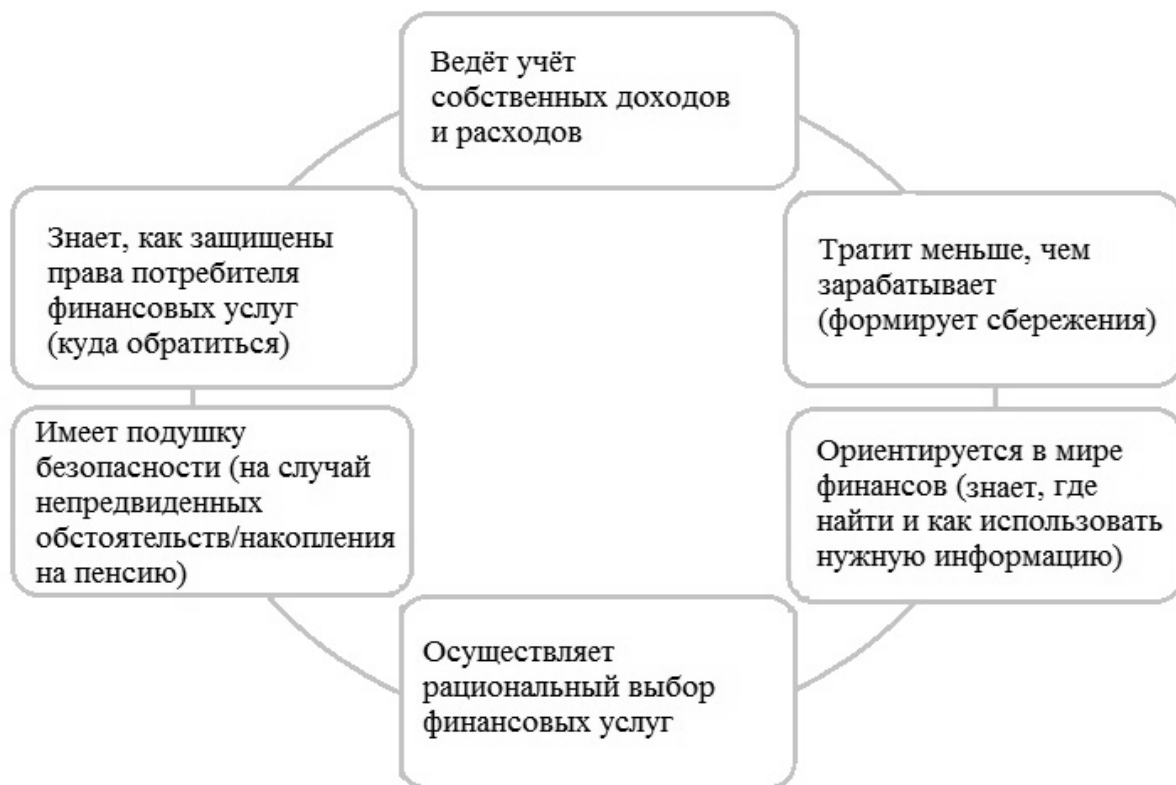 Ведёт учёт
собственных доходов
и расходов
Тратит меньше, чем
зарабатывает
(формирует сбережения)
Ориентируется в мире
финансов (знает, где
найти и как использовать
нужную информацию)
Осуществляет
рациональный выбор
финансовых услуг
Имеет подушку
безопасности (на случай
непредвиденных
обстоятельств/накопления
на пенсию)
Знает, как защищены
права потребителя
финансовых услуг
(куда обратиться)